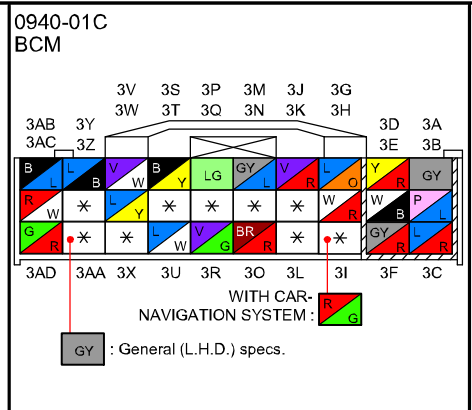 0940-01C
BCM
3V 3S 3P 3M 3J 3G
3W 3T 3Q 3N 3K 3H
3AB 3Y 3D 3A
3AC 3Z 3E 3B
B L L B V W B Y LG GY L V R L O Y R GY
R W * L Y * * * * W R W B P L
G R * * L W V G BR R * * GY R L R
3AD 3AA 3X 3U 3R 3O 3L 3I 3F 3C
WITH CAR-
NAVIGATION SYSTEM : R G
GY : General (L.H.D.) specs.